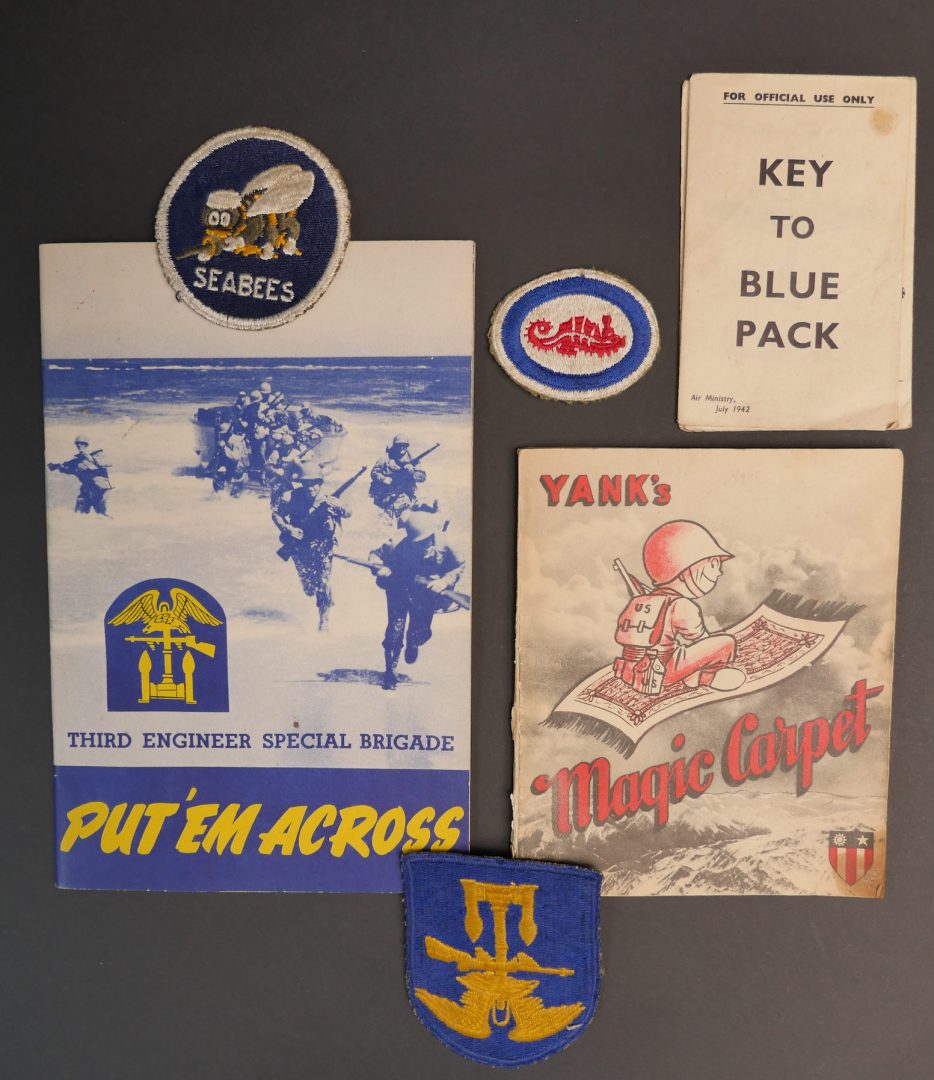 SEABEES
THIRD ENGINEER SPECIAL BRIGADE
PUT 'EM ACROSS
FOR OFFICIAL USE ONLY
KEY
TO
BLUE
PACK
Air Ministry,
July 1942
YANK's
US
US
Magic Carpet